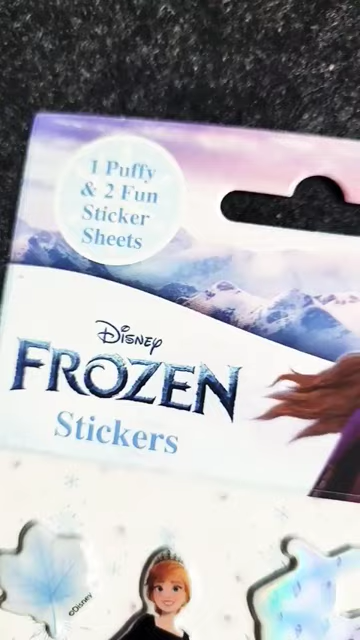 1 Puffy
& 2 Fun
Sticker
Sheets
Disney
FROZEN
Stickers
©Disney